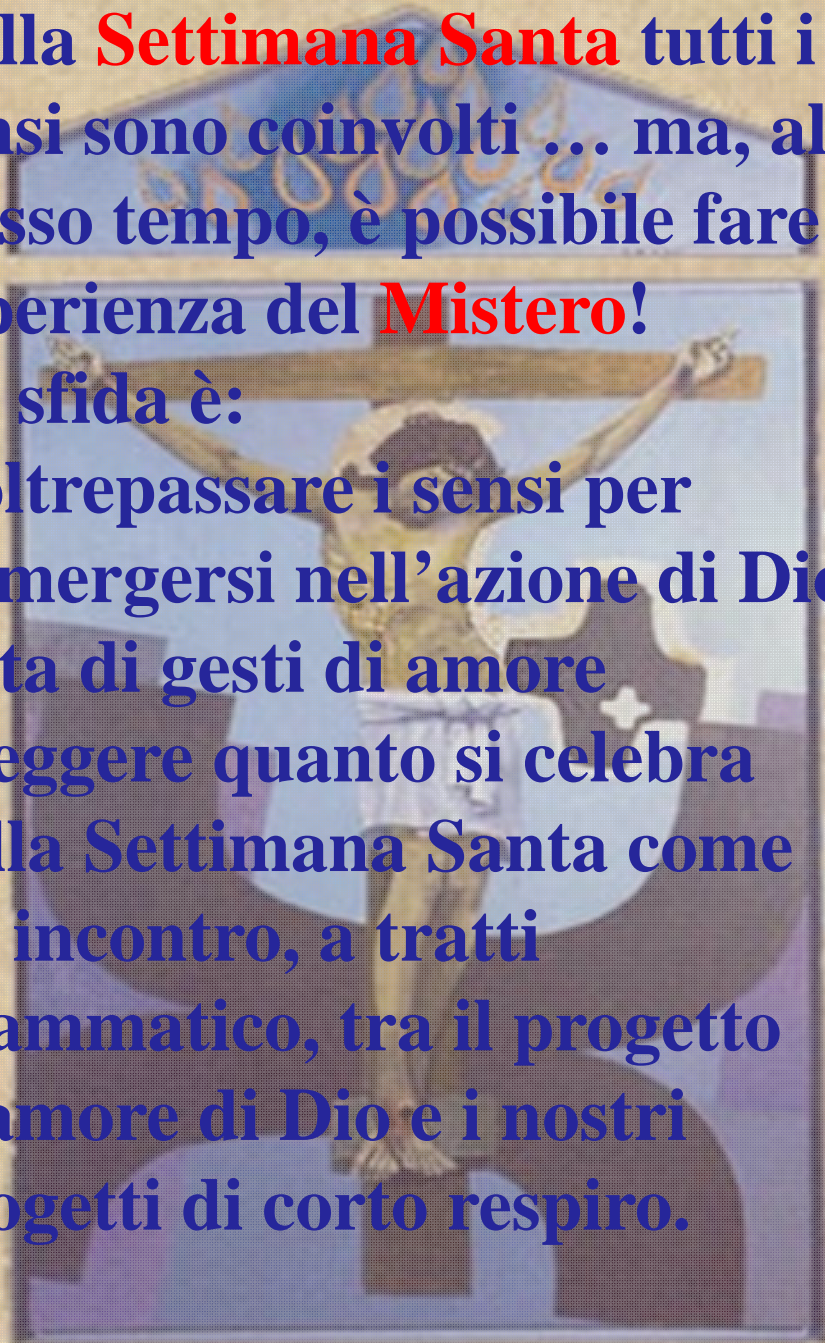 lla Settimana Santa tutti i
nsi sono coinvolti … ma, al
sso tempo, è possibile fare
perienza del Mistero!
sfida è:
oltrepassare i sensi per
mergersi nell’azione di Dio
ta di gesti di amore
eggere quanto si celebra
lla Settimana Santa come
incontro, a tratti
ammatico, tra il progetto
amore di Dio e i nostri
ogetti di corto respiro.